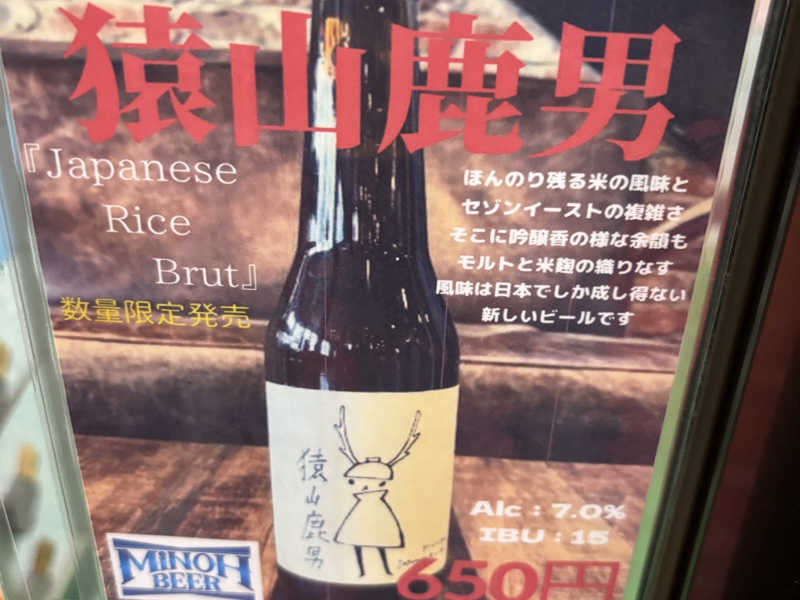 猿山鹿男
『Japanese
Rice
Brut』
数量限定発売
ほんのり残る米の風味と
セゾンイーストの複雑さ
そこに吟醸香の様な余韻も
モルトと米麹の織りなす
風味は日本でしか成し得ない
新しいビールです
猿山鹿男
Alc : 7.0%
IBU : 15
650円
MINOH
BEER